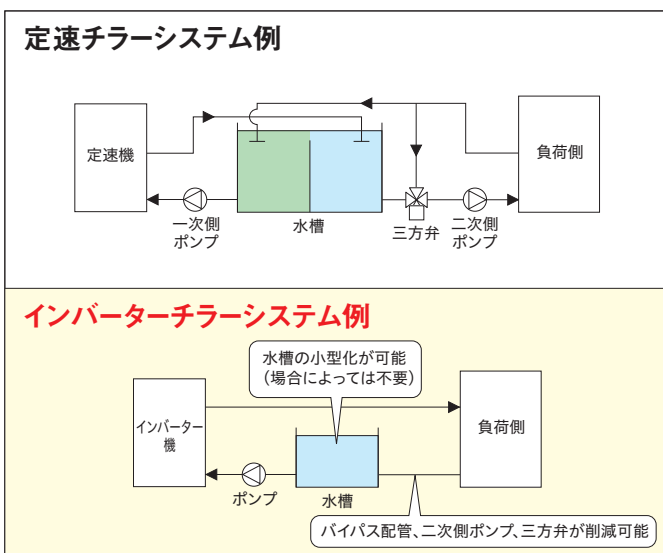 定速チラーシステム例
定速機
一次側
ポンプ
水槽
三方弁
二次側
ポンプ
負荷側
インバーターチラーシステム例
水槽の小型化が可能
（場合によっては不要）
インバーター
機
ポンプ
水槽
負荷側
バイパス配管、二次側ポンプ、三方弁が削減可能